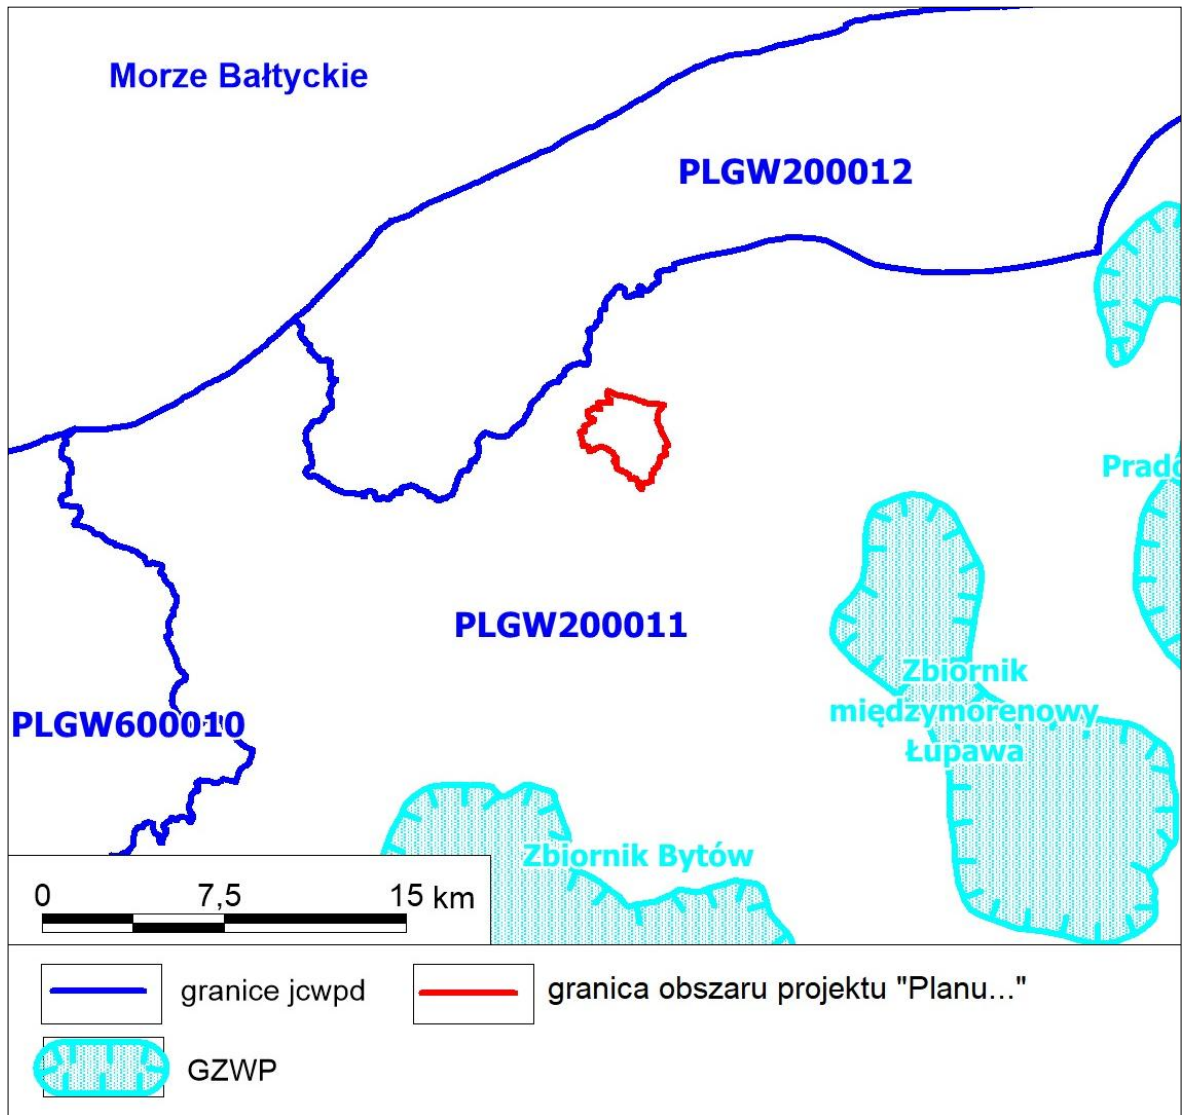 Morze Bałtyckie
PLGW200012
Prado
PLGW200011
Zbiornik
międzymorenowy
Łupawa
PLGW600010
Zbiornik Bytów
0 7,5 15 km
granice jcwpd
granica obszaru projektu "Planu..."
GZWP